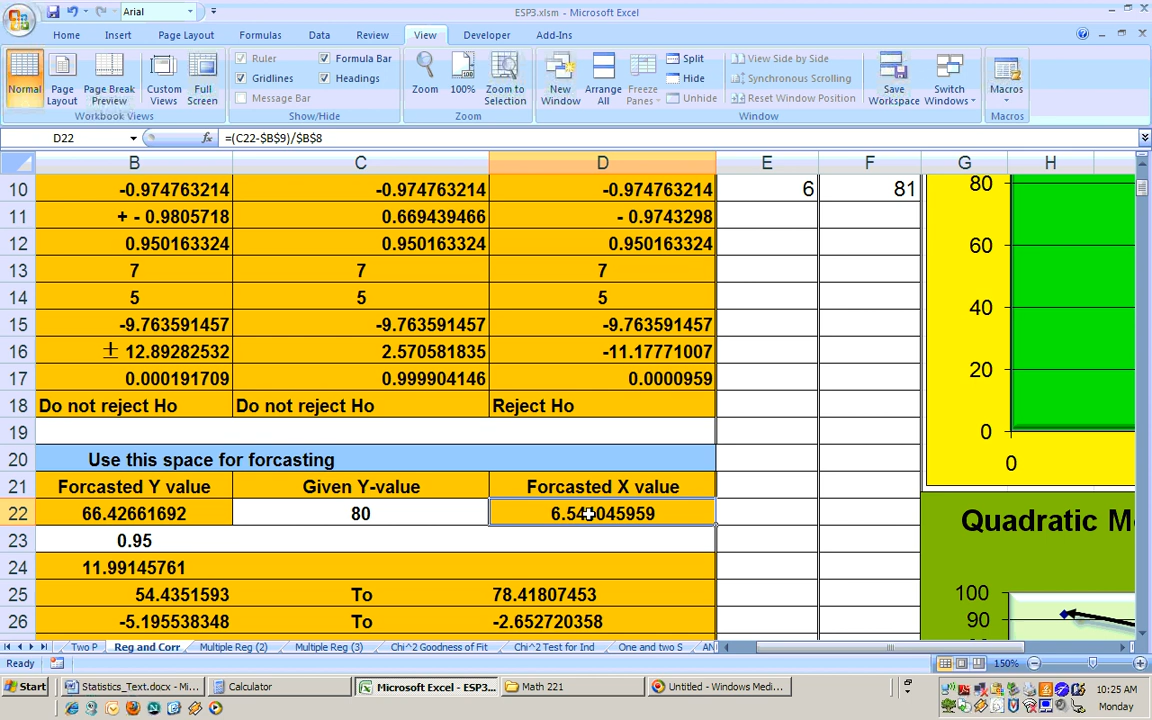 Arial
ESP3.xlsm - Microsoft Excel
Home Insert Page Layout Formulas Data Review View Developer Add-Ins
Ruler Formula Bar
Gridlines Headings
Message Bar
Normal Page Layout Page Break Preview Custom Views Full Screen
Zoom 100% Zoom to Selection
New Window Arrange All Freeze Panes
Split View Side by Side
Hide Synchronous Scrolling
Unhide Reset Window Position
Save Workspace Switch Windows Macros
Workbook Views Show/Hide Zoom Window Macros
D22 fx =(C22-$B$9)/$B$8
B C D E F G H
10 -0.974763214 -0.974763214 -0.974763214 6 81
11 + - 0.9805718 0.669439466 - 0.9743298
12 0.950163324 0.950163324 0.950163324
13 7 7 7
14 5 5 5
15 -9.763591457 -9.763591457 -9.763591457
16 ± 12.89282532 2.570581835 -11.17771007
17 0.000191709 0.999904146 0.0000959
18 Do not reject Ho Do not reject Ho Reject Ho
19
20 Use this space for forcasting
21 Forcasted Y value Given Y-value Forcasted X value
22 66.42661692 80
23 0.95
24 11.99145761
25 54.4351593 To 78.41807453
26 -5.195538348 To -2.652720358
80
60
40
20
0
0
Quadratic M
100
90
80
Two P Reg and Corr Multiple Reg (2) Multiple Reg (3) Chi^2 Goodness of Fit Chi^2 Test for Ind One and two S AN
Ready 150%
Start Statistics_Text.docx - Mi... Calculator Microsoft Excel - ESP3... Math 221 Untitled - Windows Medi...
10:25 AM
Monday